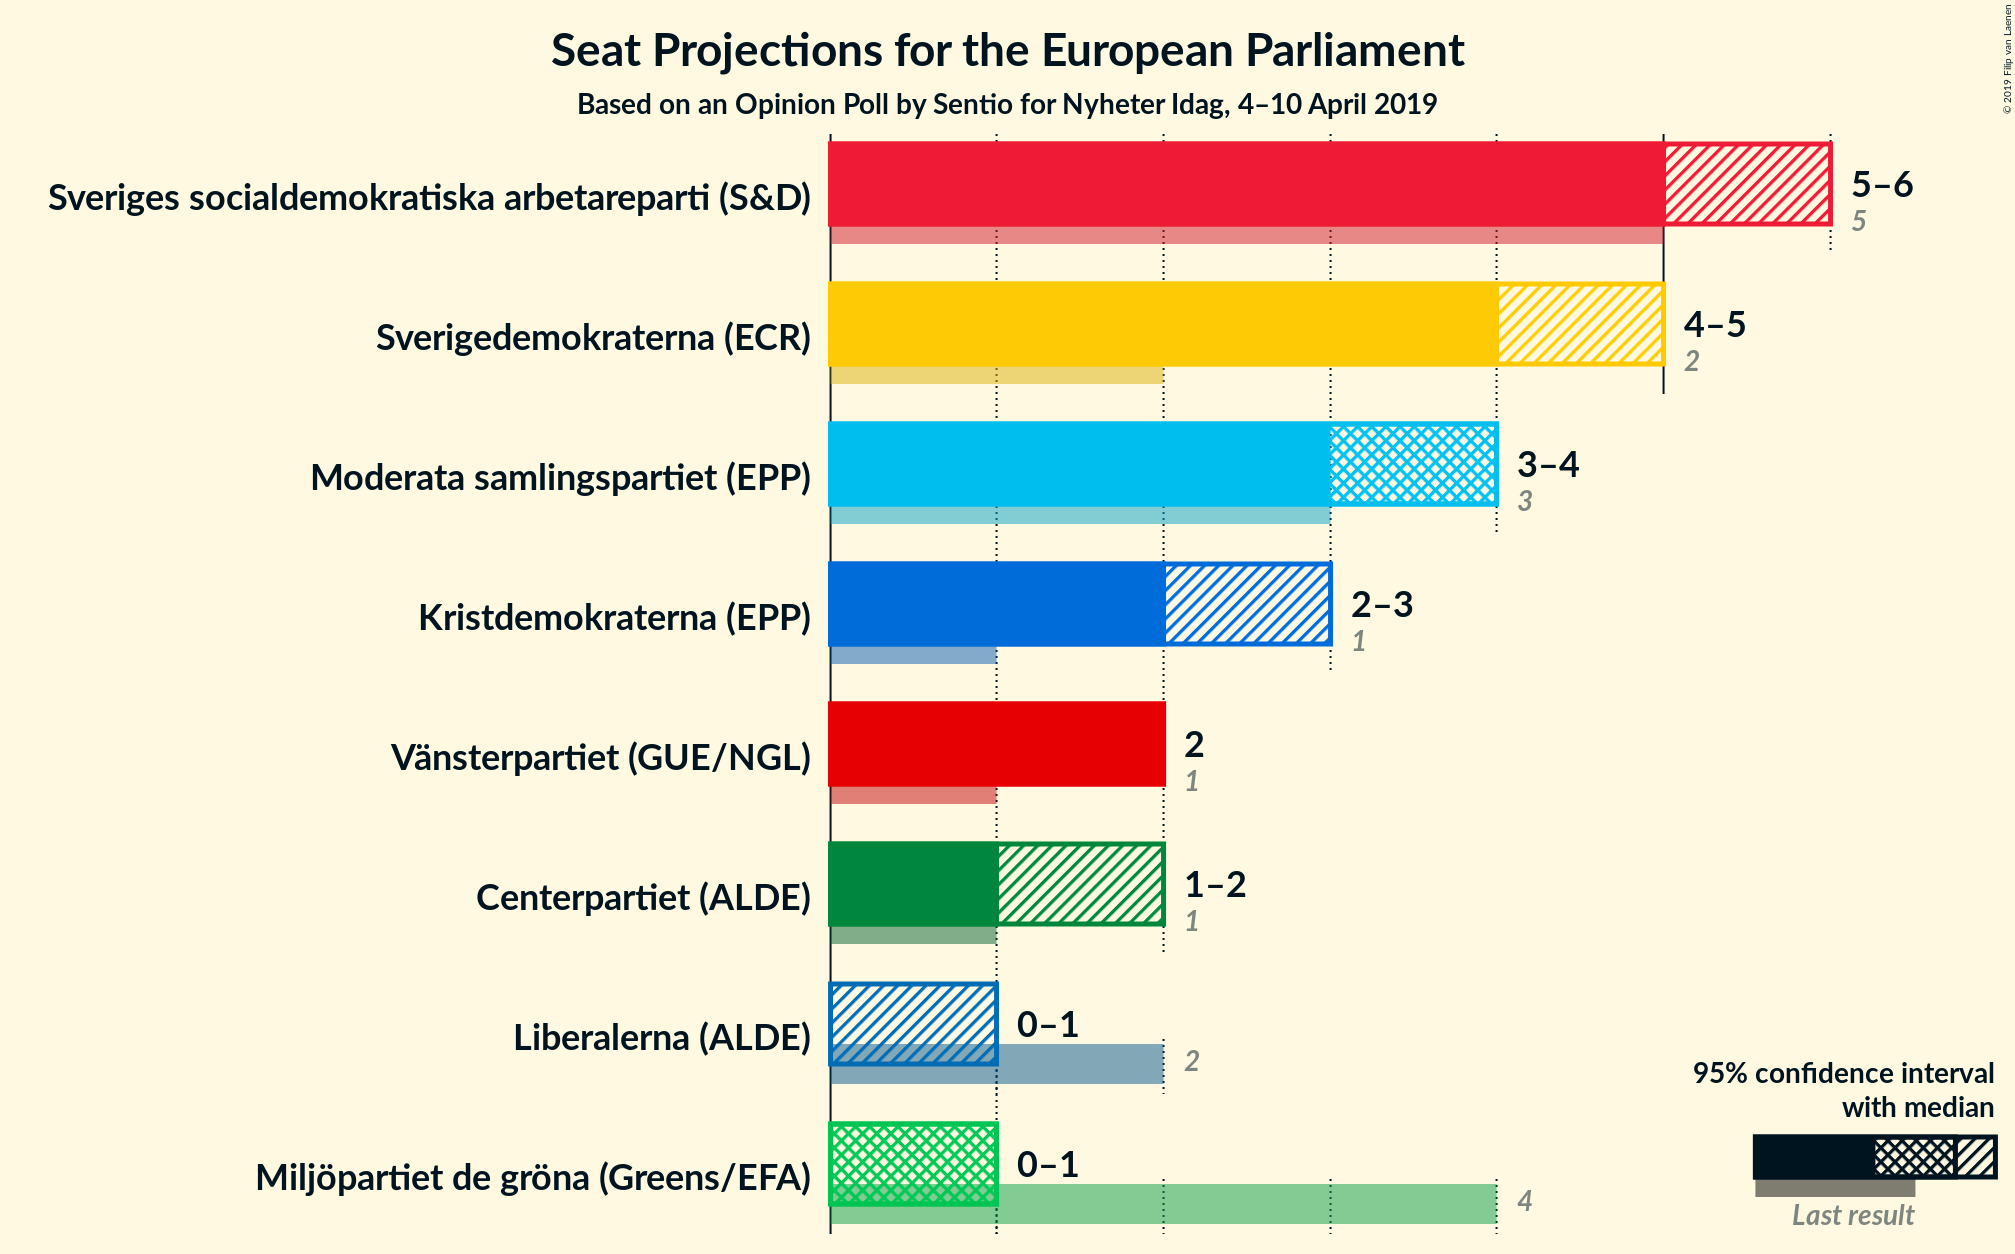 Seat Projections for the European Parliament
Based on an Opinion Poll by Sentio for Nyheter Idag, 4–10 April 2019
© 2019 Filip van Laenen
Sveriges socialdemokratiska arbetareparti (S&D)
5–6
5
Sverigedemokraterna (ECR)
4–5
2
Moderata samlingspartiet (EPP)
3–4
3
Kristdemokraterna (EPP)
2–3
1
Vänsterpartiet (GUE/NGL)
2
1
Centerpartiet (ALDE)
1–2
1
Liberalerna (ALDE)
0–1
2
Miljöpartiet de gröna (Greens/EFA)
0–1
4
95% confidence interval
with median
Last result